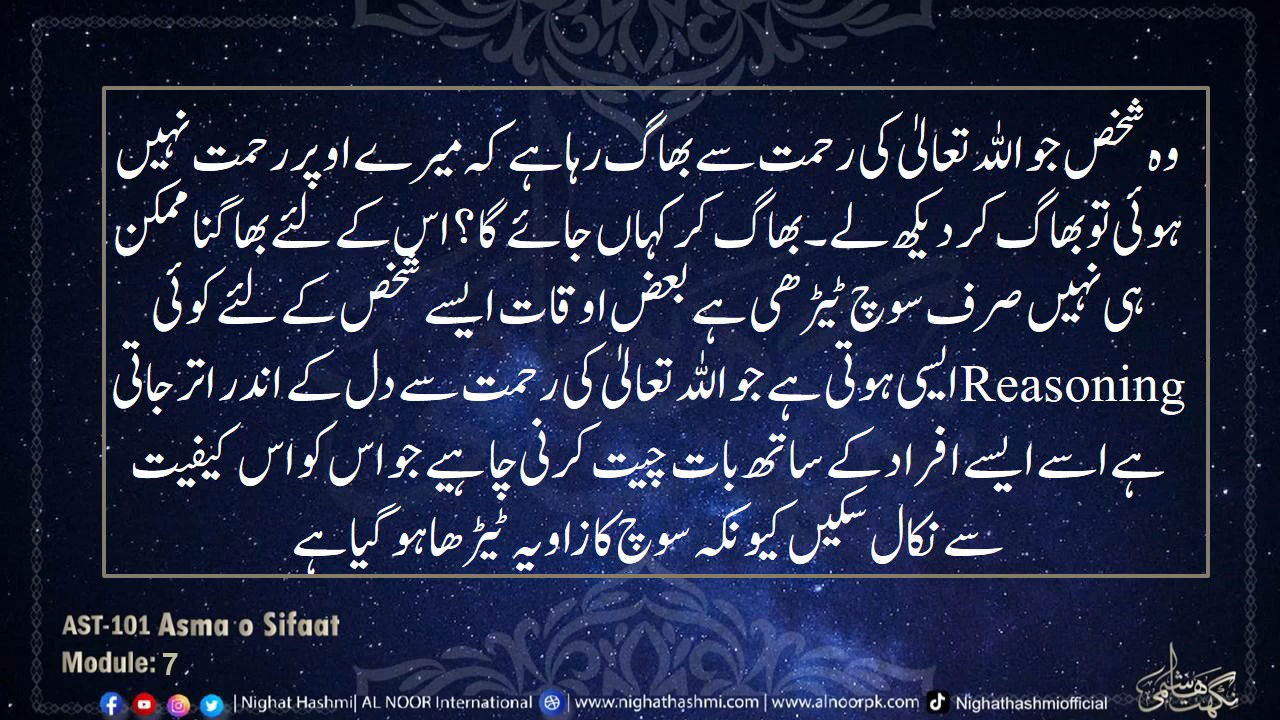 وہ شخص جو اللہ تعالیٰ کی رحمت سے بھاگ رہا ہے کہ میرے اوپر رحمت نہیں
ہوئی تو بھاگ کر دیکھ لے۔ بھاگ کر کہاں جائے گا؟ اس کے لئے بھاگنا ممکن
ہی نہیں صرف سوچ ٹیڑھی ہے بعض اوقات ایسے شخص کے لئے کوئی
Reasoning ایسی ہوتی ہے جو اللہ تعالیٰ کی رحمت سے دل کے اندر اتر جاتی
ہے اسے ایسے افراد کے ساتھ بات چیت کرنی چاہیے جو اس کو اس کیفیت
سے نکال سکیں کیونکہ سوچ کا زاویہ ٹیڑھا ہو گیا ہے
AST-101 Asma o Sifaat
Module: 7
| Nighat Hashmi| AL NOOR International | www.nighathashmi.com | www.alnoorpk.com Nighathashmiofficial
نگہت ہاشمی